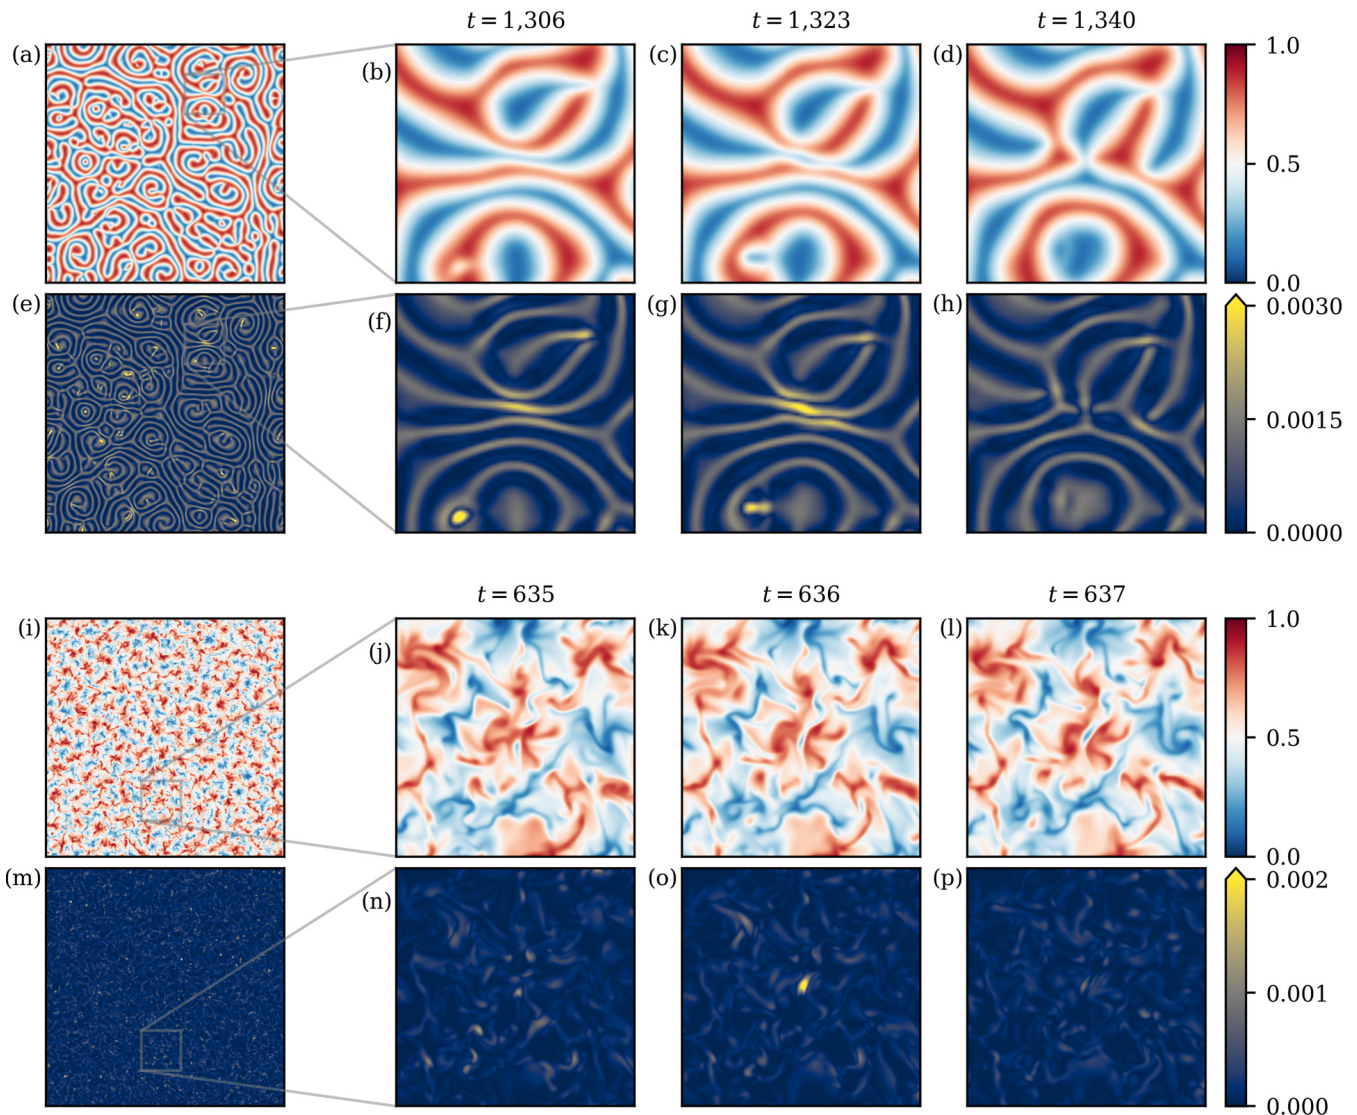 t = 1,306 t = 1,323 t = 1,340
(a) (b) (c) (d) 1.0
0.5
0.0
(e) (f) (g) (h) 0.0030
0.0015
0.0000
t = 635 t = 636 t = 637
(i) (j) (k) (l) 1.0
0.5
0.0
(m) (n) (o) (p) 0.002
0.001
0.000